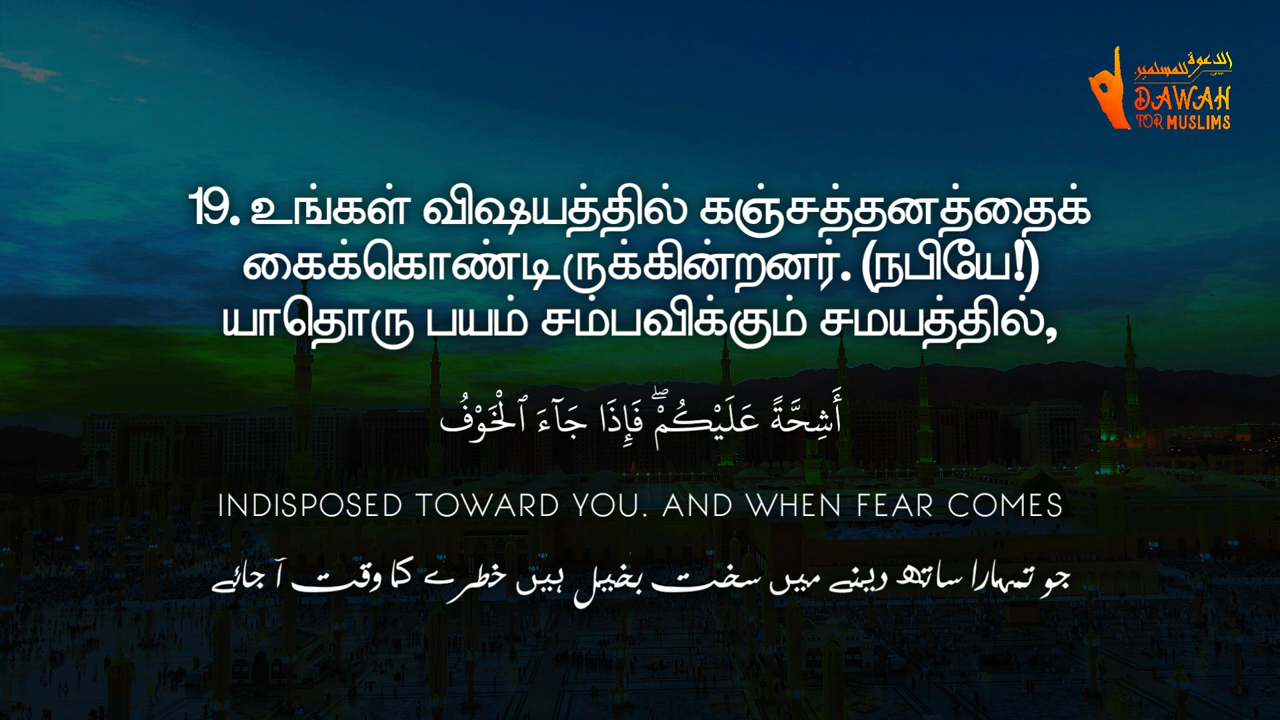 الدعوة للمسلمين
DAWAH
FOR MUSLIMS
19. உங்கள் விஷயத்தில் கஞ்சத்தனத்தைக்
கைக்கொண்டிருக்கின்றனர். (நபியே!)
யாதொரு பயம் சம்பவிக்கும் சமயத்தில்,
أَشِحَّةً عَلَيْكُمْ ۖ فَإِذَا جَآءَ ٱلْخَوْفُ
INDISPOSED TOWARD YOU. AND WHEN FEAR COMES
جو تمہارا ساتھ دینے میں سخت بخیل ہیں خطرے کا وقت آ جائے